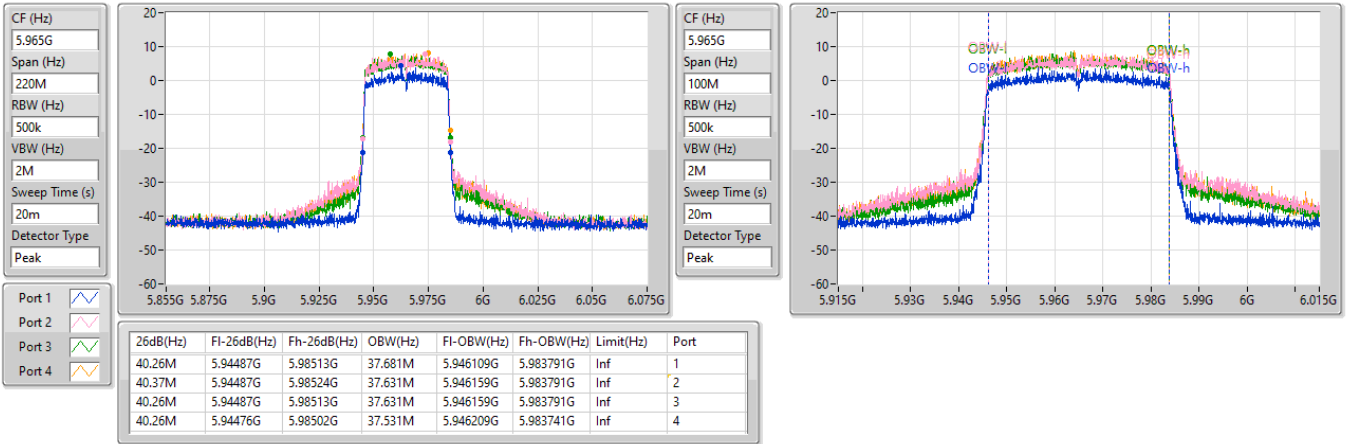 CF (Hz)
5.965G
Span (Hz)
220M
RBW (Hz)
500k
VBW (Hz)
2M
Sweep Time (s)
20m
Detector Type
Peak
20
10
0
-10
-20
-30
-40
-50
-60
5.855G 5.875G 5.9G 5.925G 5.95G 5.975G 6G 6.025G 6.05G 6.075G
CF (Hz)
5.965G
Span (Hz)
100M
RBW (Hz)
500k
VBW (Hz)
2M
Sweep Time (s)
20m
Detector Type
Peak
20
10
0
-10
-20
-30
-40
-50
-60
OBW-l OBW-h
OBW-l OBW-h
5.915G 5.93G 5.94G 5.95G 5.96G 5.97G 5.98G 5.99G 6G 6.015G
Port 1
Port 2
Port 3
Port 4
26dB(Hz) Fl-26dB(Hz) Fh-26dB(Hz) OBW(Hz) Fl-OBW(Hz) Fh-OBW(Hz) Limit(Hz) Port
40.26M 5.94487G 5.98513G 37.681M 5.946109G 5.983791G Inf 1
40.37M 5.94487G 5.98524G 37.631M 5.946159G 5.983791G Inf 2
40.26M 5.94487G 5.98513G 37.631M 5.946159G 5.983791G Inf 3
40.26M 5.94476G 5.98502G 37.531M 5.946209G 5.983741G Inf 4